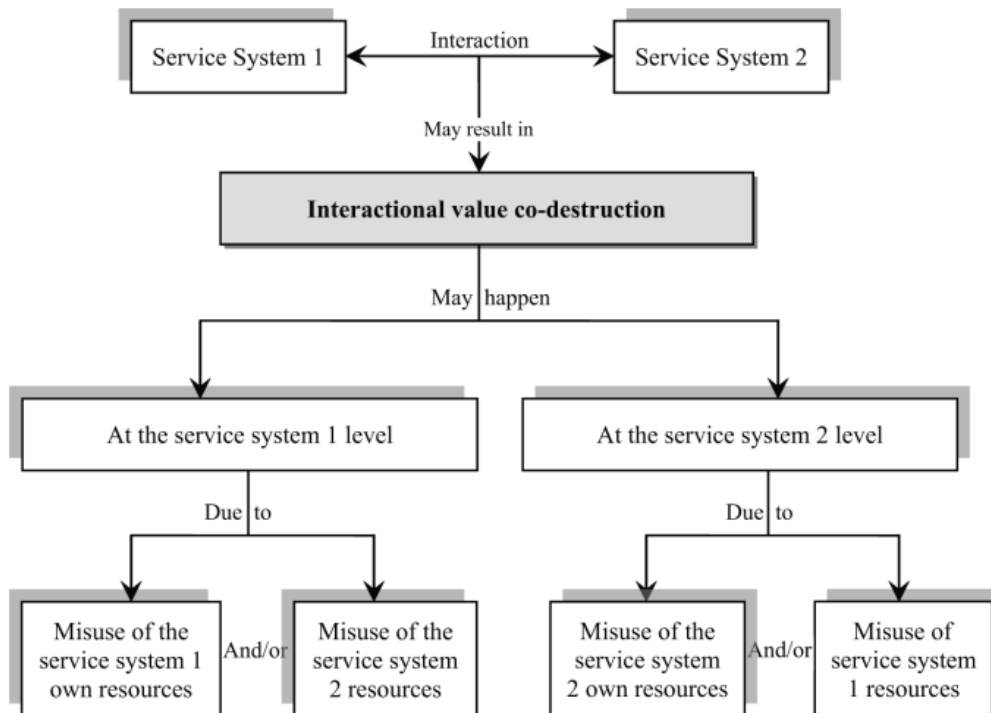 Service System 1
Interaction
Service System 2
May result in
Interactional value co-destruction
May happen
At the service system 1 level
At the service system 2 level
Due to
Due to
Misuse of the
service system 1
own resources
And/or
Misuse of the
service system
2 resources
Misuse of the
service system
2 own resources
And/or
Misuse of
service system
1 resources